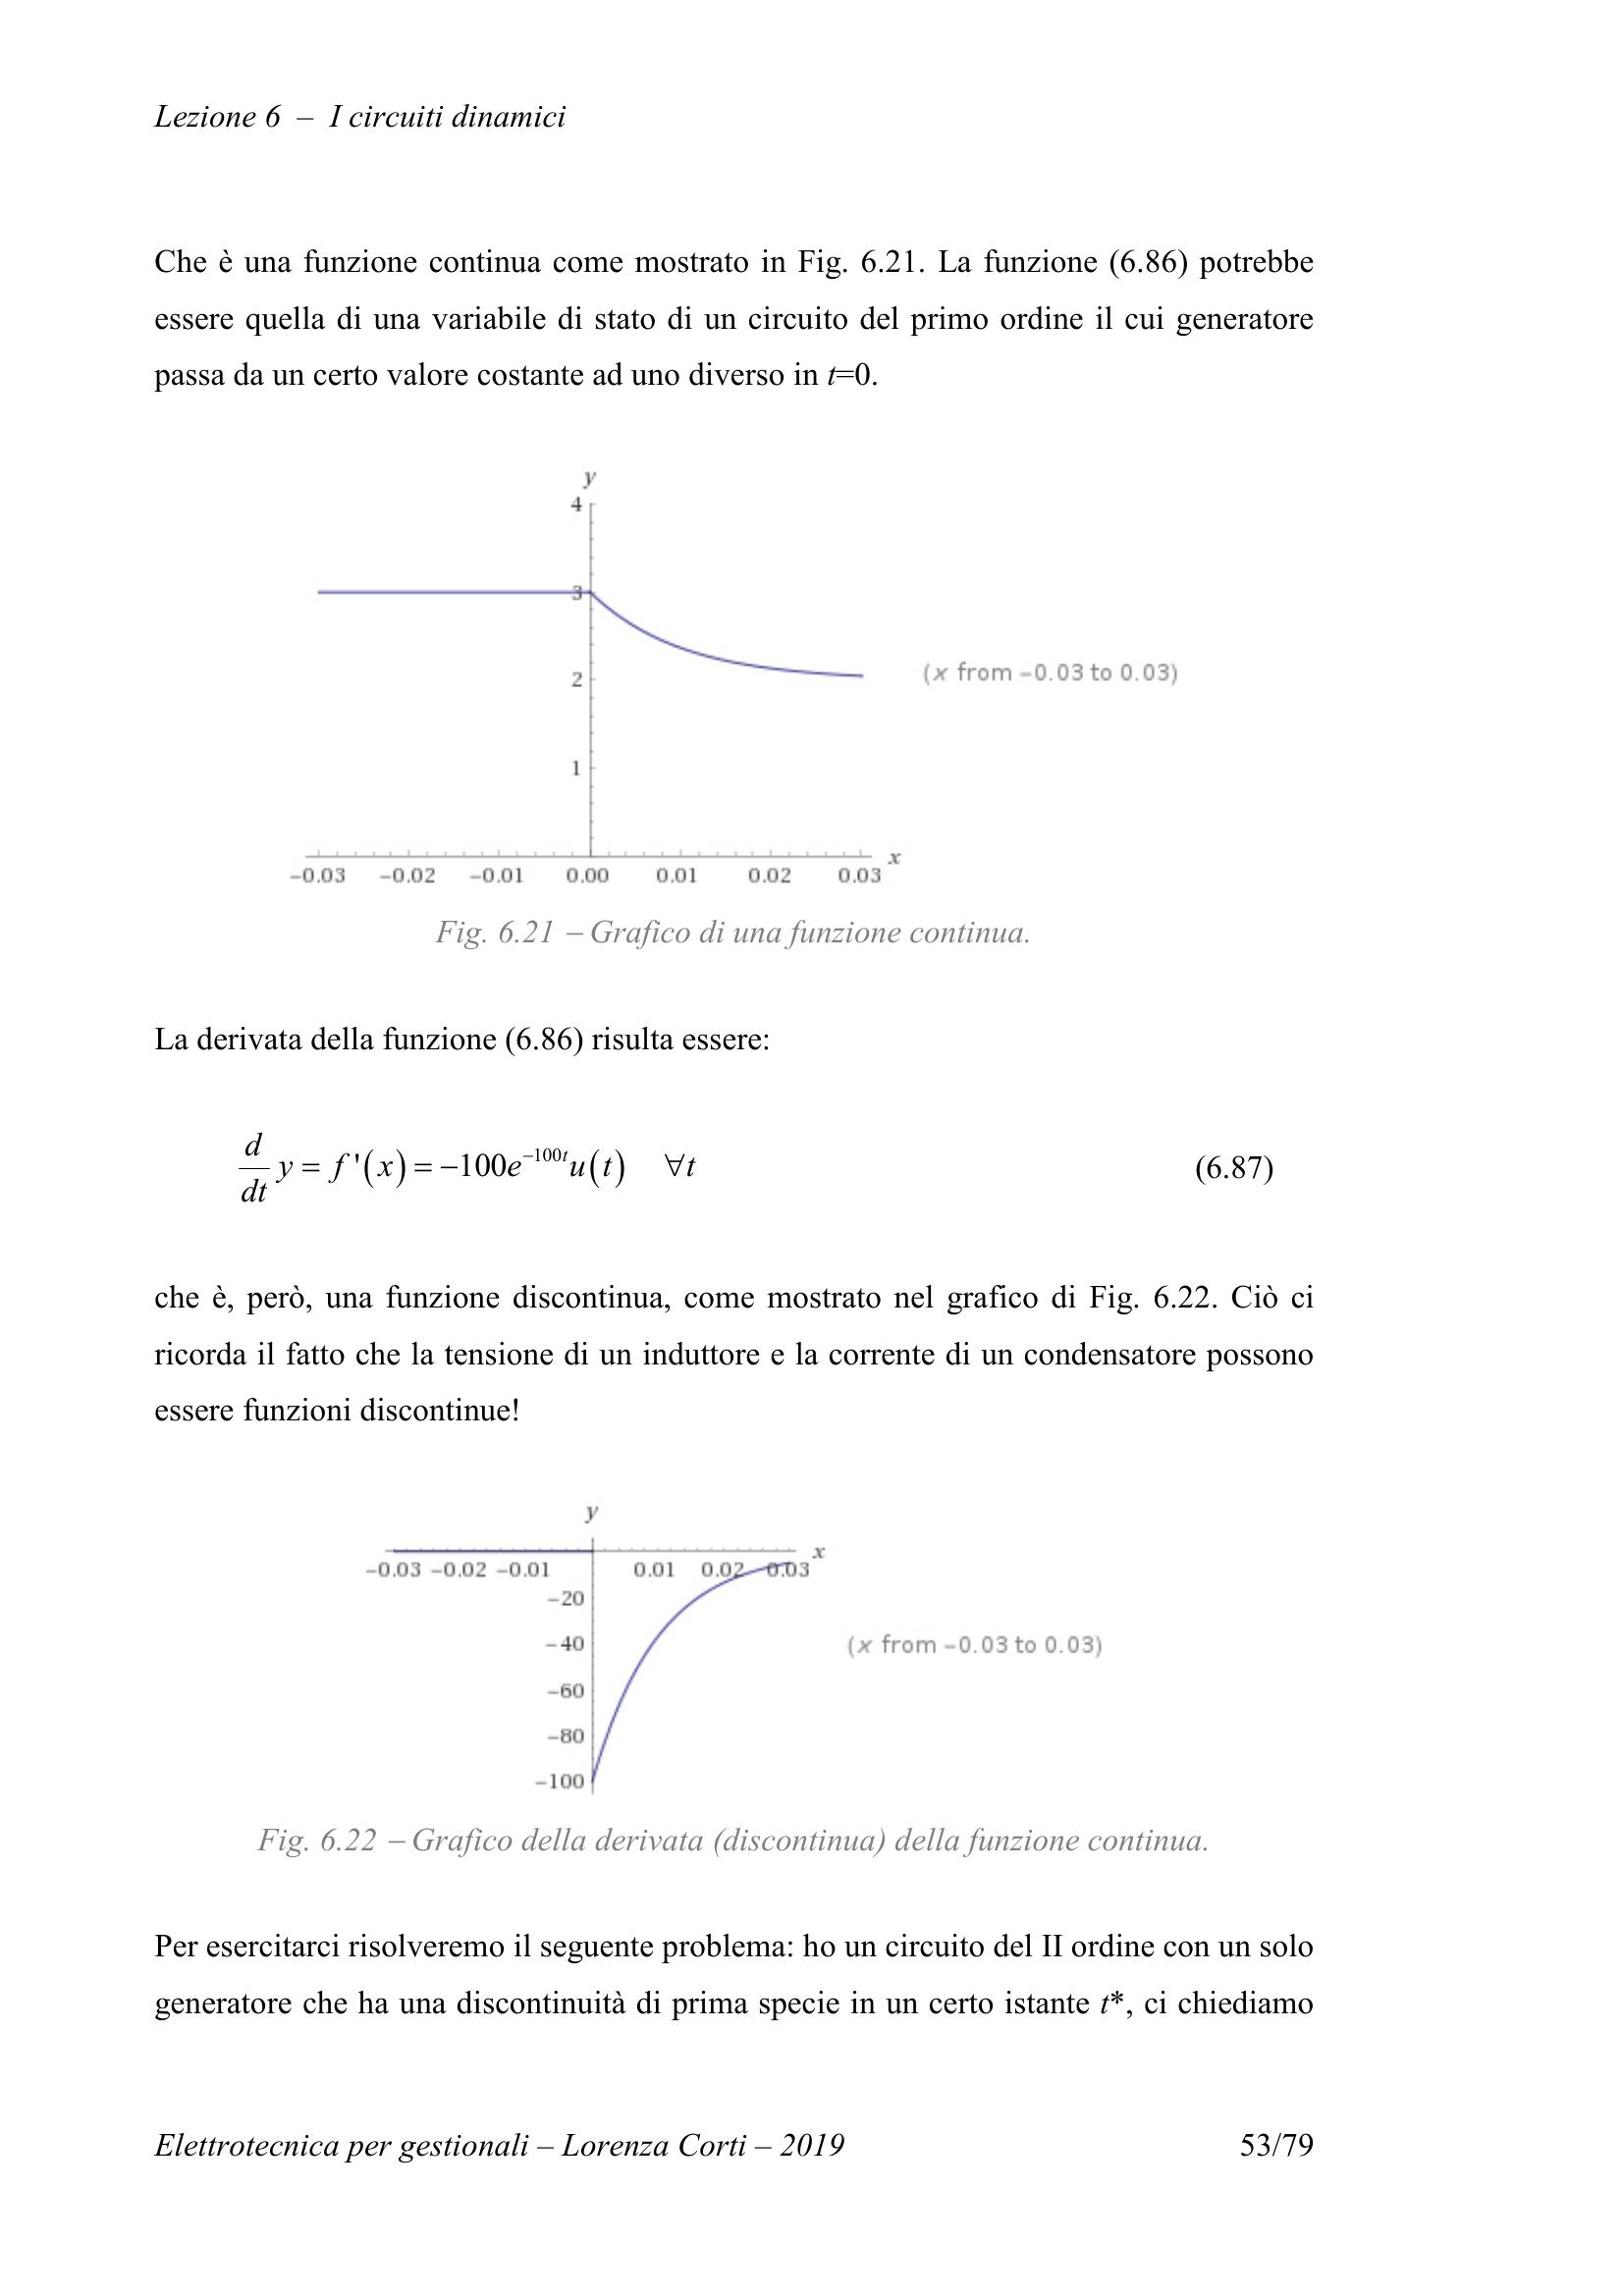 Lezione 6 – I circuiti dinamici
Che è una funzione continua come mostrato in Fig. 6.21. La funzione (6.86) potrebbe
essere quella di una variabile di stato di un circuito del primo ordine il cui generatore
passa da un certo valore costante ad uno diverso in t=0.
y
4
3
2
1
(x from −0.03 to 0.03)
x
−0.03 −0.02 −0.01 0.00 0.01 0.02 0.03
Fig. 6.21 – Grafico di una funzione continua.
La derivata della funzione (6.86) risulta essere:
d/dt y = f '(x) = −100e^{−100t}u(t) ∀t (6.87)
che è, però, una funzione discontinua, come mostrato nel grafico di Fig. 6.22. Ciò ci
ricorda il fatto che la tensione di un induttore e la corrente di un condensatore possono
essere funzioni discontinue!
y
x
−0.03 −0.02 −0.01 0.01 0.02 0.03
−20
−40
(x from −0.03 to 0.03)
−60
−80
−100
Fig. 6.22 – Grafico della derivata (discontinua) della funzione continua.
Per esercitarci risolveremo il seguente problema: ho un circuito del II ordine con un solo
generatore che ha una discontinuità di prima specie in un certo istante t*, ci chiediamo
Elettrotecnica per gestionali – Lorenza Corti – 2019 53/79